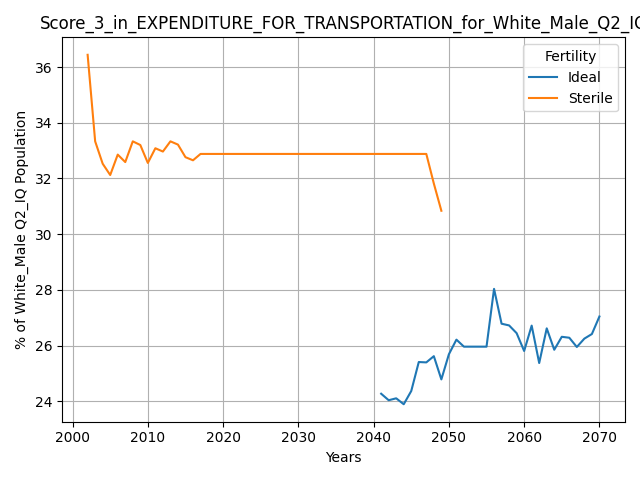 Score_3_in_EXPENDITURE_FOR_TRANSPORTATION_for_White_Male_Q2_IQ
Fertility
Ideal
Sterile
% of White_Male Q2_IQ Population
36
34
32
30
28
26
24
2000 2010 2020 2030 2040 2050 2060 2070
Years